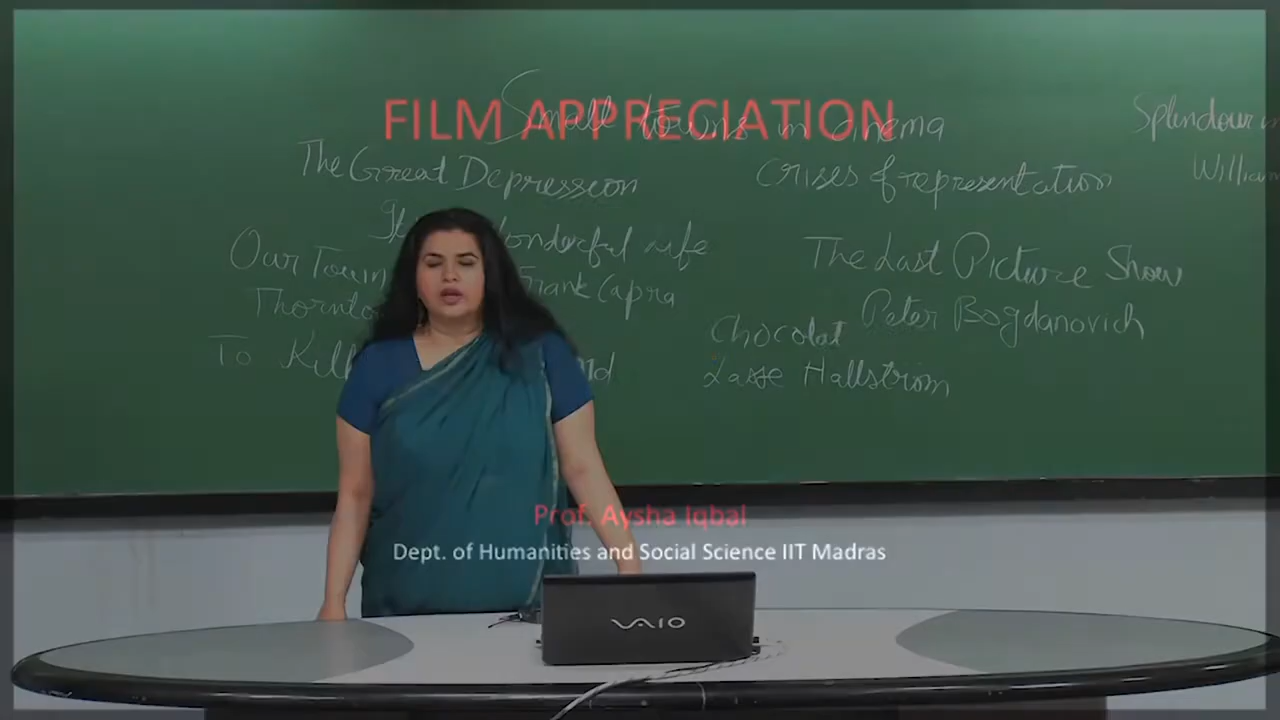 FILM APPRECIATION
Small towns in cinema
Splendour in
The Great Depression
Crises of representation
William
Wonderful Life
Our Town
The Last Picture Show
Frank Capra
Thornto
Peter Bogdanovich
Chocolat
To Kill
rd
Lasse Hallstrom
Prof. Aysha Iqbal
Dept. of Humanities and Social Science IIT Madras
VAIO